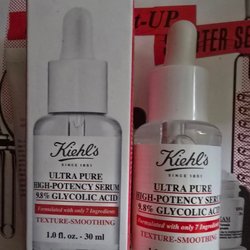 Kiehl's
SINCE 1851
ULTRA PURE
HIGH-POTENCY SERUM
9.8% GLYCOLIC ACID
Formulated with only 7 Ingredients
TEXTURE-SMOOTHING
1.0 fl. oz. - 30 ml
Kiehl's
SINCE 1851
ULTRA PURE
HIGH-POTENCY SERUM
9.8% GLYCOLIC ACID
Formulated with only 7 Ingredients
TEXTURE-SMOOTHING